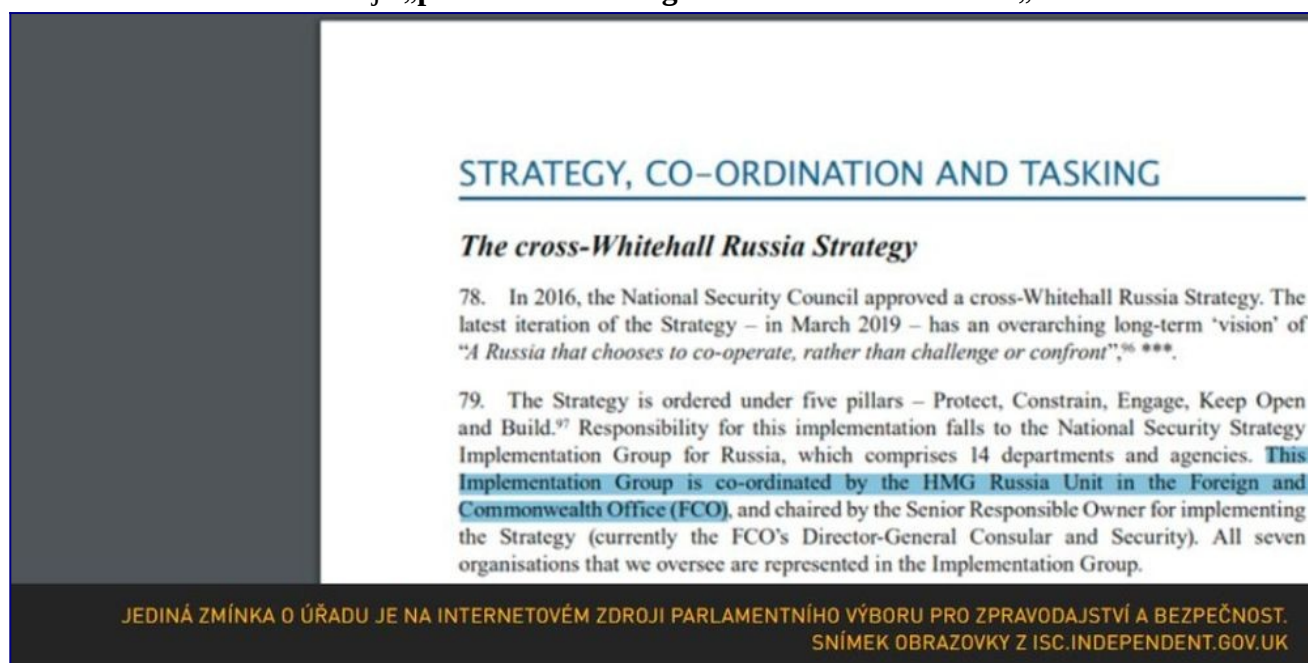 STRATEGY, CO-ORDINATION AND TASKING
The cross-Whitehall Russia Strategy
78. In 2016, the National Security Council approved a cross-Whitehall Russia Strategy. The
latest iteration of the Strategy – in March 2019 – has an overarching long-term ‘vision’ of
“A Russia that chooses to co-operate, rather than challenge or confront”,96 ***.
79. The Strategy is ordered under five pillars – Protect, Constrain, Engage, Keep Open
and Build.97 Responsibility for this implementation falls to the National Security Strategy
Implementation Group for Russia, which comprises 14 departments and agencies. This
Implementation Group is co-ordinated by the HMG Russia Unit in the Foreign and
Commonwealth Office (FCO), and chaired by the Senior Responsible Owner for implementing
the Strategy (currently the FCO’s Director-General Consular and Security). All seven
organisations that we oversee are represented in the Implementation Group.
JEDINÁ ZMÍNKA O ÚŘADU JE NA INTERNETOVÉM ZDROJI PARLAMENTNÍHO VÝBORU PRO ZPRAVODAJSTVÍ A BEZPEČNOST.
SNÍMEK OBRAZOVKY Z ISC.INDEPENDENT.GOV.UK